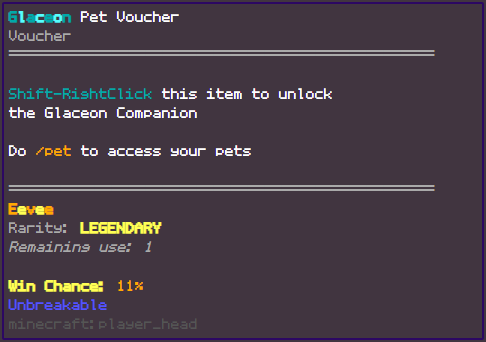 Glaceon Pet Voucher
Voucher
Shift-RightClick this item to unlock
the Glaceon Companion
Do /pet to access your pets
Eevee
Rarity: LEGENDARY
Remaining use: 1
Win Chance: 11%
Unbreakable
minecraft:player_head